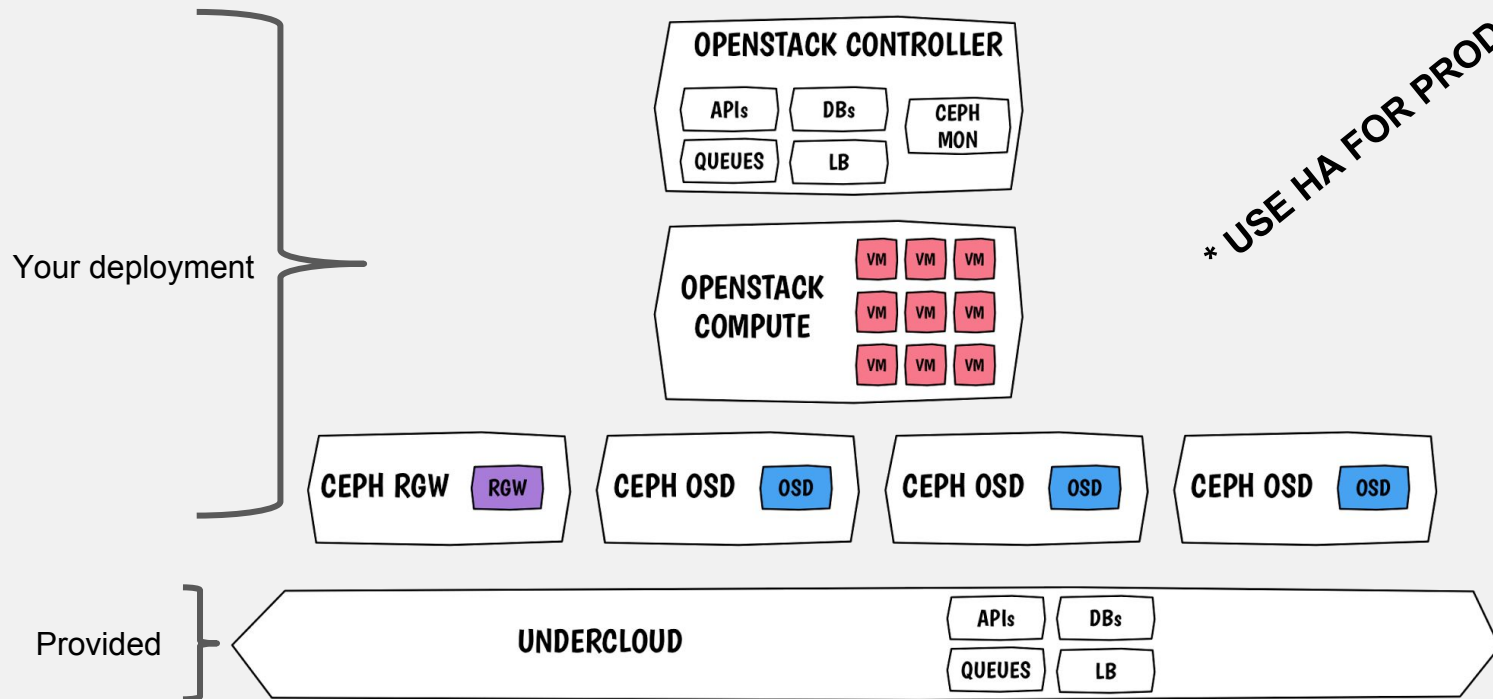 OPENSTACK CONTROLLER
APIs
DBs
CEPH
MON
QUEUES
LB
* USE HA FOR PROD
Your deployment
OPENSTACK
COMPUTE
VM VM VM
VM VM VM
VM VM VM
CEPH RGW
RGW
CEPH OSD
OSD
CEPH OSD
OSD
CEPH OSD
OSD
Provided
UNDERCLOUD
APIs
DBs
QUEUES
LB